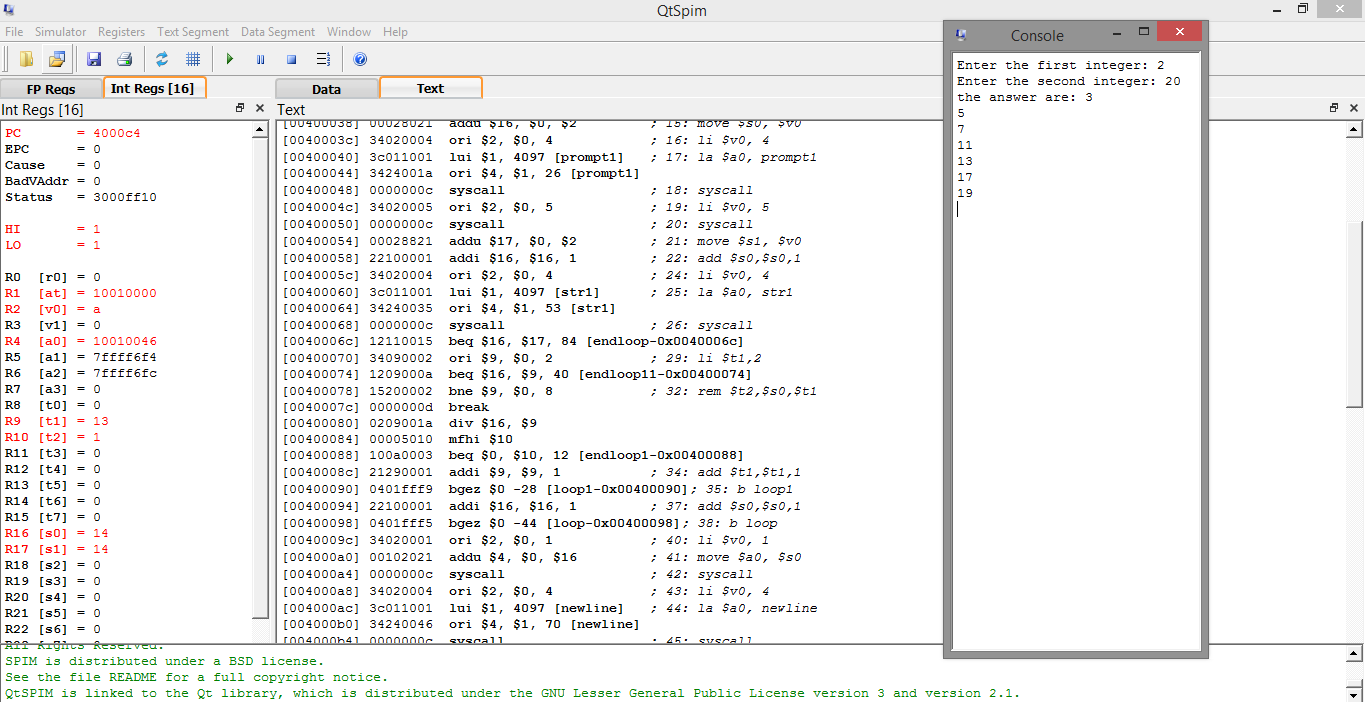 QtSpim
File Simulator Registers Text Segment Data Segment Window Help
FP Regs
Int Regs [16]
Data
Text
Int Regs [16]
PC = 4000c4
EPC = 0
Cause = 0
BadVAddr = 0
Status = 3000ff10
HI = 1
LO = 1
R0 [r0] = 0
R1 [at] = 10010000
R2 [v0] = a
R3 [v1] = 0
R4 [a0] = 10010046
R5 [a1] = 7ffff6f4
R6 [a2] = 7ffff6fc
R7 [a3] = 0
R8 [t0] = 0
R9 [t1] = 13
R10 [t2] = 1
R11 [t3] = 0
R12 [t4] = 0
R13 [t5] = 0
R14 [t6] = 0
R15 [t7] = 0
R16 [s0] = 14
R17 [s1] = 14
R18 [s2] = 0
R19 [s3] = 0
R20 [s4] = 0
R21 [s5] = 0
R22 [s6] = 0
Text
[00400038] 00028021 addu $16, $0, $2 ; 15: move $s0, $v0
[0040003c] 34020004 ori $2, $0, 4 ; 16: li $v0, 4
[00400040] 3c011001 lui $1, 4097 [prompt1] ; 17: la $a0, prompt1
[00400044] 3424001a ori $4, $1, 26 [prompt1]
[00400048] 0000000c syscall ; 18: syscall
[0040004c] 34020005 ori $2, $0, 5 ; 19: li $v0, 5
[00400050] 0000000c syscall ; 20: syscall
[00400054] 00028821 addu $17, $0, $2 ; 21: move $s1, $v0
[00400058] 22100001 addi $16, $16, 1 ; 22: add $s0,$s0,1
[0040005c] 34020004 ori $2, $0, 4 ; 24: li $v0, 4
[00400060] 3c011001 lui $1, 4097 [str1] ; 25: la $a0, str1
[00400064] 34240035 ori $4, $1, 53 [str1]
[00400068] 0000000c syscall ; 26: syscall
[0040006c] 12110015 beq $16, $17, 84 [endloop-0x0040006c]
[00400070] 34090002 ori $9, $0, 2 ; 29: li $t1,2
[00400074] 1209000a beq $16, $9, 40 [endloop11-0x00400074]
[00400078] 15200002 bne $9, $0, 8 ; 32: rem $t2,$s0,$t1
[0040007c] 0000000d break
[00400080] 0209001a div $16, $9
[00400084] 00005010 mfhi $10
[00400088] 100a0003 beq $0, $10, 12 [endloop1-0x00400088]
[0040008c] 21290001 addi $9, $9, 1 ; 34: add $t1,$t1,1
[00400090] 0401fff9 bgez $0 -28 [loop1-0x00400090]; 35: b loop1
[00400094] 22100001 addi $16, $16, 1 ; 37: add $s0,$s0,1
[00400098] 0401fff5 bgez $0 -44 [loop-0x00400098]; 38: b loop
[0040009c] 34020001 ori $2, $0, 1 ; 40: li $v0, 1
[004000a0] 00102021 addu $4, $0, $16 ; 41: move $a0, $s0
[004000a4] 0000000c syscall ; 42: syscall
[004000a8] 34020004 ori $2, $0, 4 ; 43: li $v0, 4
[004000ac] 3c011001 lui $1, 4097 [newline] ; 44: la $a0, newline
[004000b0] 34240046 ori $4, $1, 70 [newline]
[004000b4] 0000000c syscall ; 45: syscall
Console
Enter the first integer: 2
Enter the second integer: 20
the answer are: 3
5
7
11
13
17
19
All Rights Reserved.
SPIM is distributed under a BSD license.
See the file README for a full copyright notice.
QtSPIM is linked to the Qt library, which is distributed under the GNU Lesser General Public License version 3 and version 2.1.